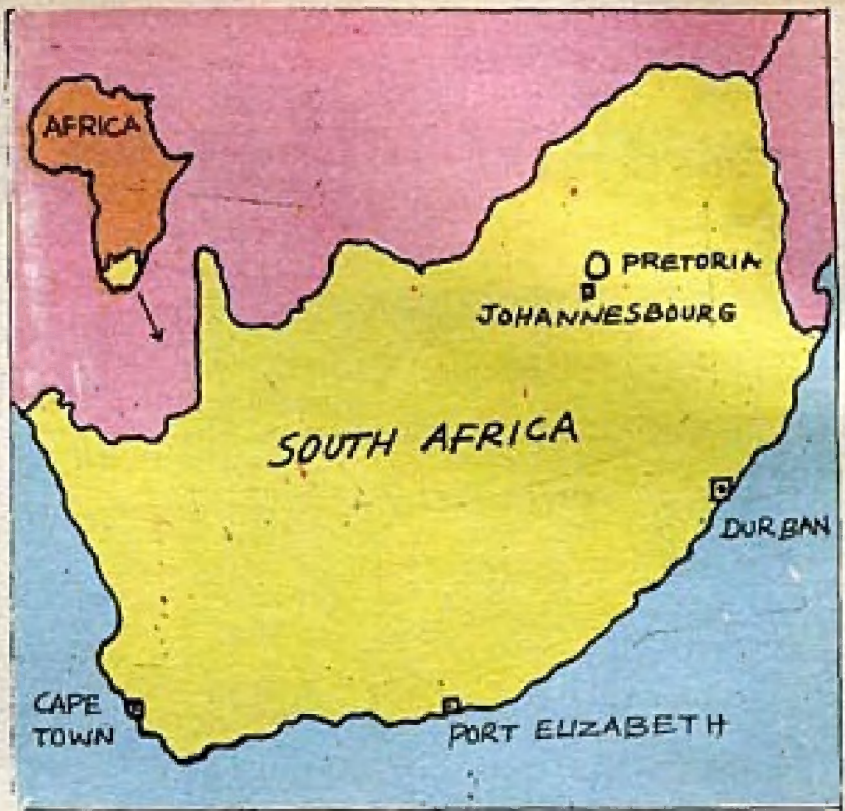 AFRICA
PRETORIA
JOHANNESBOURG
SOUTH AFRICA
DURBAN
CAPE
TOWN
PORT ELIZABETH